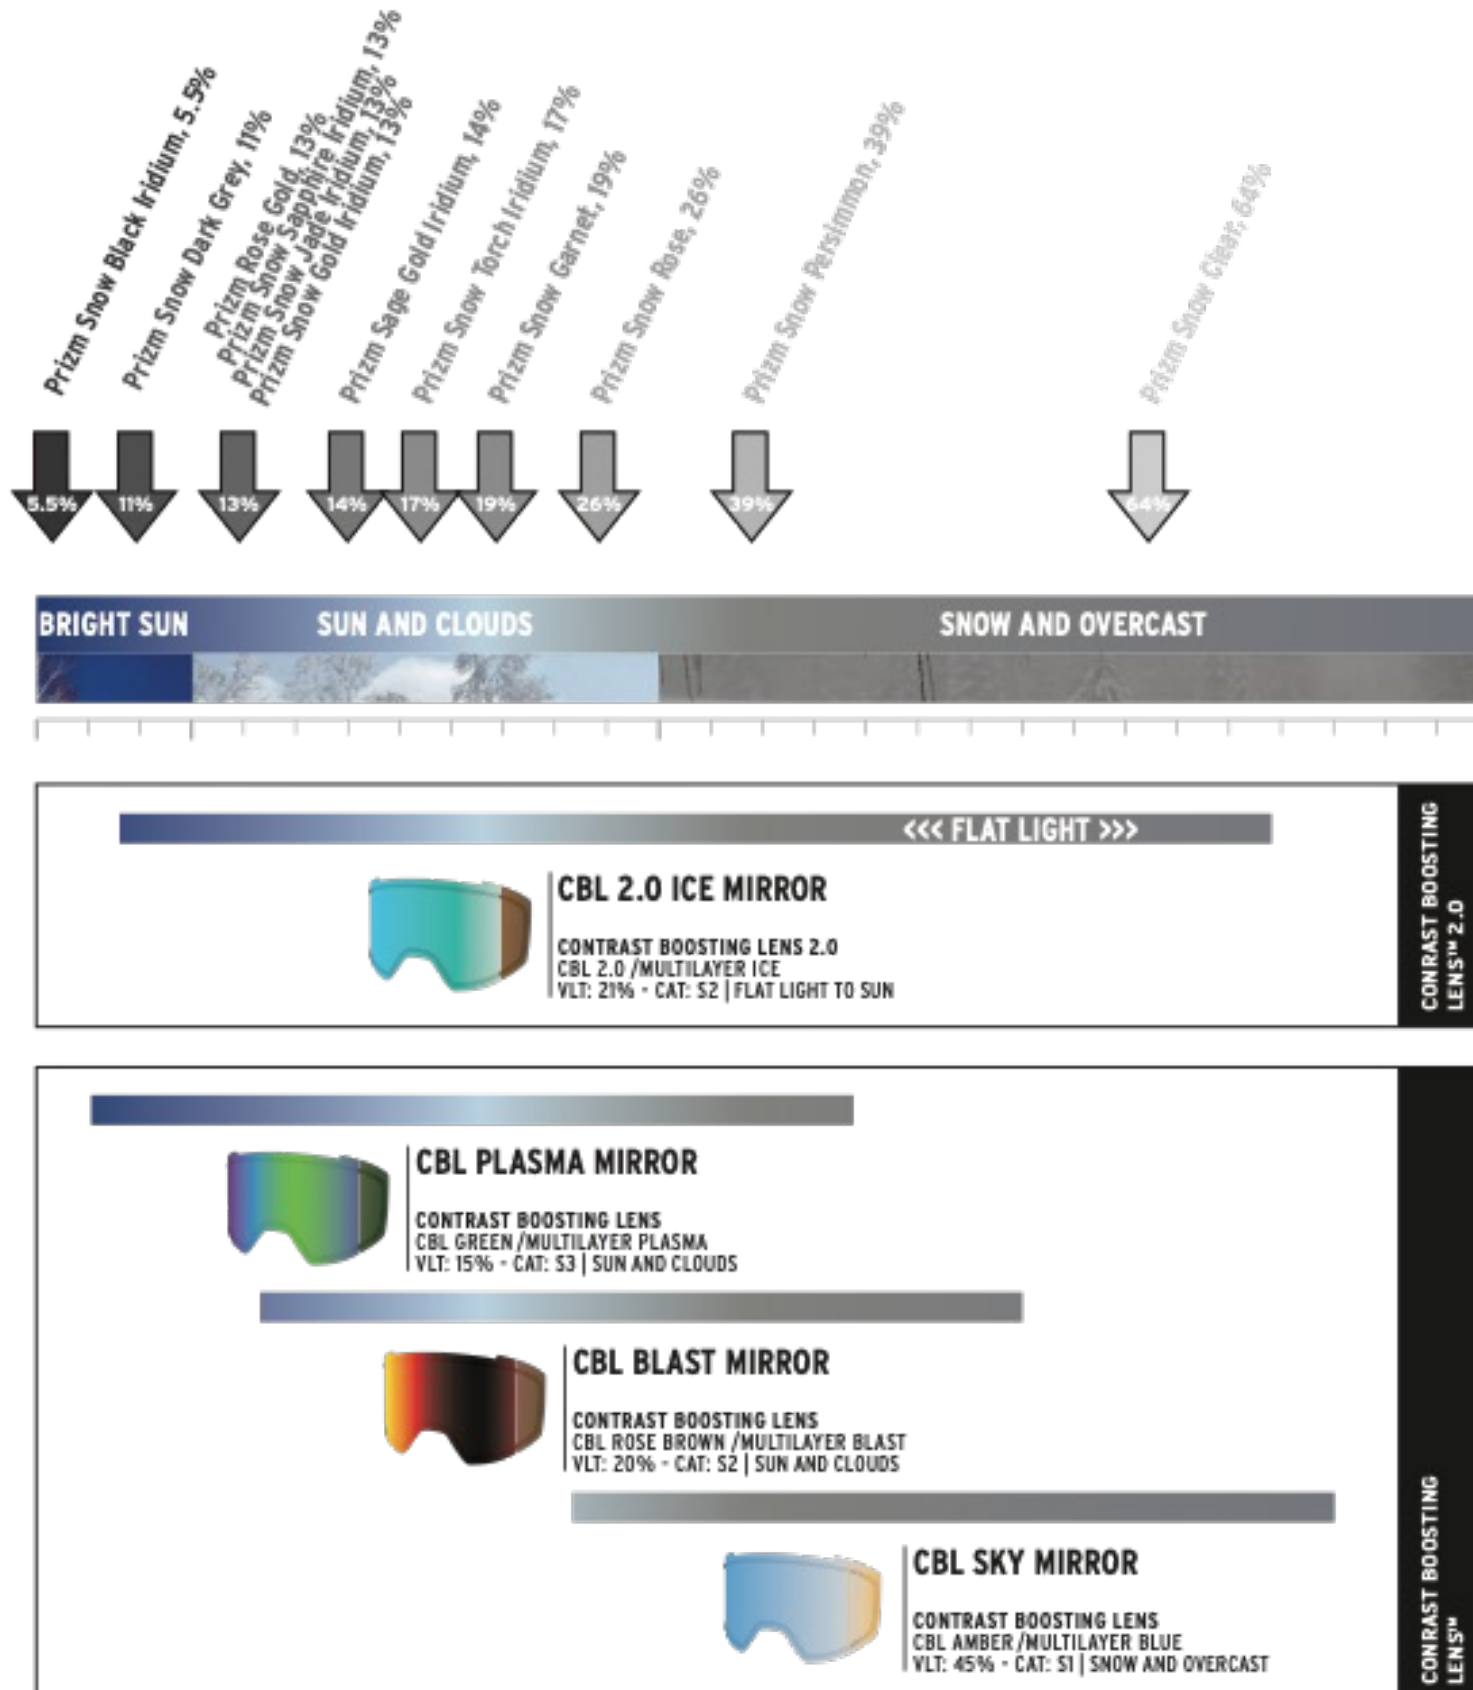 Prizm Snow Black Iridium, 5.5%
Prizm Snow Dark Grey, 11%
Prizm Rose Gold, 13%
Prizm Snow Sapphire Iridium, 13%
Prizm Snow Jade Iridium, 13%
Prizm Snow Gold Iridium, 13%
Prizm Sage Gold Iridium, 14%
Prizm Snow Torch Iridium, 17%
Prizm Snow Garnet, 19%
Prizm Snow Rose, 26%
Prizm Snow Persimmon, 39%
Prizm Snow Clear, 64%
5.5% 11% 13% 14% 17% 19% 26% 39% 64%
BRIGHT SUN SUN AND CLOUDS SNOW AND OVERCAST
<<< FLAT LIGHT >>>
CBL 2.0 ICE MIRROR
CONTRAST BOOSTING LENS 2.0
CBL 2.0 /MULTILAYER ICE
VLT: 21% - CAT: S2 | FLAT LIGHT TO SUN
CONRAST BOOSTING
LENS™ 2.0
CBL PLASMA MIRROR
CONTRAST BOOSTING LENS
CBL GREEN /MULTILAYER PLASMA
VLT: 15% - CAT: S3 | SUN AND CLOUDS
CBL BLAST MIRROR
CONTRAST BOOSTING LENS
CBL ROSE BROWN /MULTILAYER BLAST
VLT: 20% - CAT: S2 | SUN AND CLOUDS
CBL SKY MIRROR
CONTRAST BOOSTING LENS
CBL AMBER /MULTILAYER BLUE
VLT: 45% - CAT: S1 | SNOW AND OVERCAST
CONRAST BOOSTING
LENS™